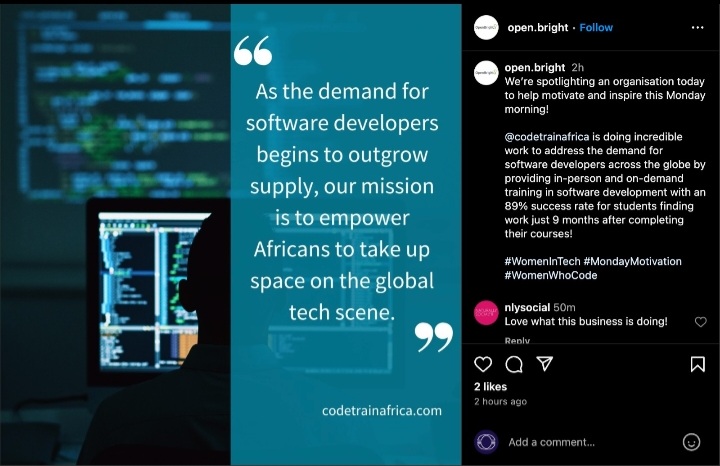 “
As the demand for
software developers
begins to outgrow
supply, our mission
is to empower
Africans to take up
space on the global
tech scene.
”
codetrainafrica.com
open.bright · Follow
open.bright 2h
We're spotlighting an organisation today
to help motivate and inspire this Monday
morning!
@codetrainafrica is doing incredible
work to address the demand for
software developers across the globe by
providing in-person and on-demand
training in software development with an
89% success rate for students finding
work just 9 months after completing
their courses!
#WomenInTech #MondayMotivation
#WomenWhoCode
nlysocial 50m
Love what this business is doing!
Reply
2 likes
2 hours ago
Add a comment...